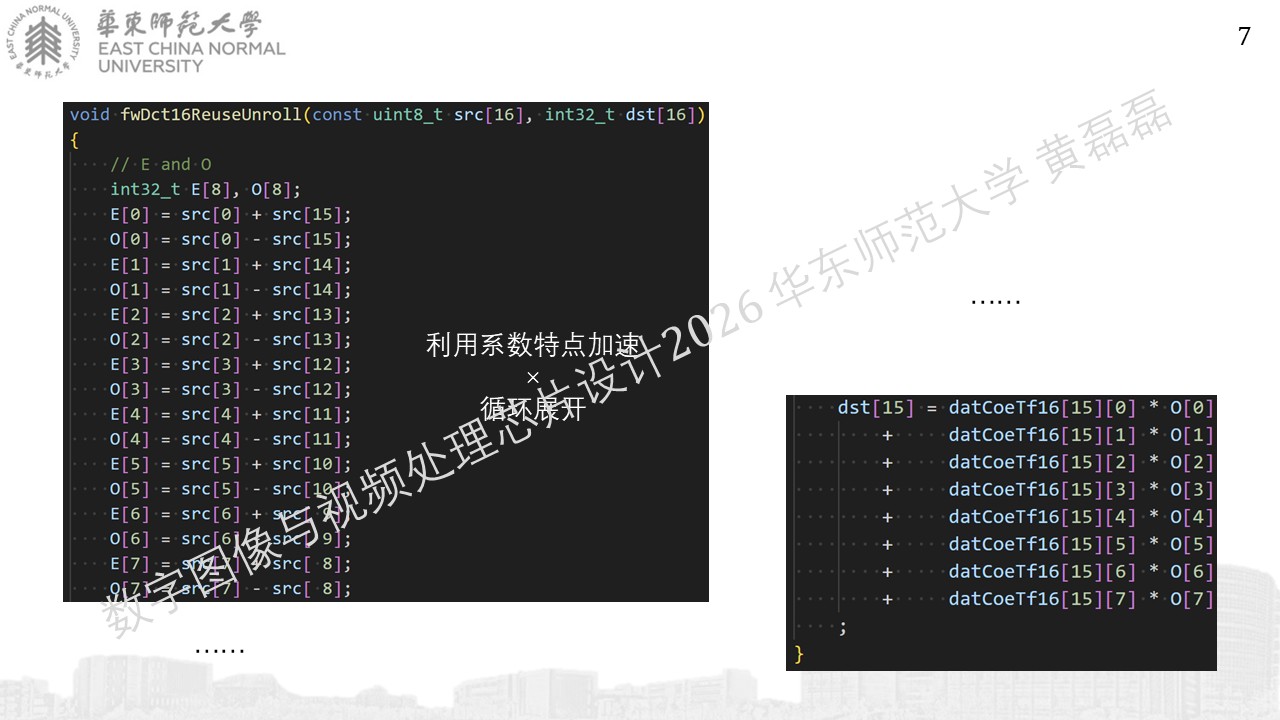 華東師範大學
EAST CHINA NORMAL
UNIVERSITY
7
void fwDct16ReuseUnroll(const uint8_t src[16], int32_t dst[16])
{
// E and O
int32_t E[8], O[8];
E[0] = src[0] + src[15];
O[0] = src[0] - src[15];
E[1] = src[1] + src[14];
O[1] = src[1] - src[14];
E[2] = src[2] + src[13];
O[2] = src[2] - src[13];
E[3] = src[3] + src[12];
O[3] = src[3] - src[12];
E[4] = src[4] + src[11];
O[4] = src[4] - src[11];
E[5] = src[5] + src[10];
O[5] = src[5] - src[10];
E[6] = src[6] + src[ 9];
O[6] = src[6] - src[ 9];
E[7] = src[7] + src[ 8];
O[7] = src[7] - src[ 8];
利用系数特点加速
×
循环展开
……
……
dst[15] = datCoeTf16[15][0] * O[0]
+ datCoeTf16[15][1] * O[1]
+ datCoeTf16[15][2] * O[2]
+ datCoeTf16[15][3] * O[3]
+ datCoeTf16[15][4] * O[4]
+ datCoeTf16[15][5] * O[5]
+ datCoeTf16[15][6] * O[6]
+ datCoeTf16[15][7] * O[7]
;
}
数字图像与视频处理芯片设计2026 华东师范大学 黄磊磊